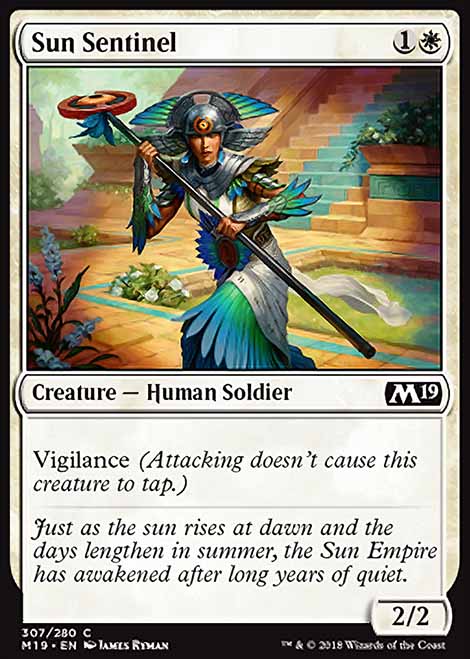 Sun Sentinel 1
Creature — Human Soldier M19
Vigilance (Attacking doesn't cause this
creature to tap.)
Just as the sun rises at dawn and the
days lengthen in summer, the Sun Empire
has awakened after long years of quiet.
2/2
307/280 C
M19 • EN James Ryman ™ & © 2018 Wizards of the Coast